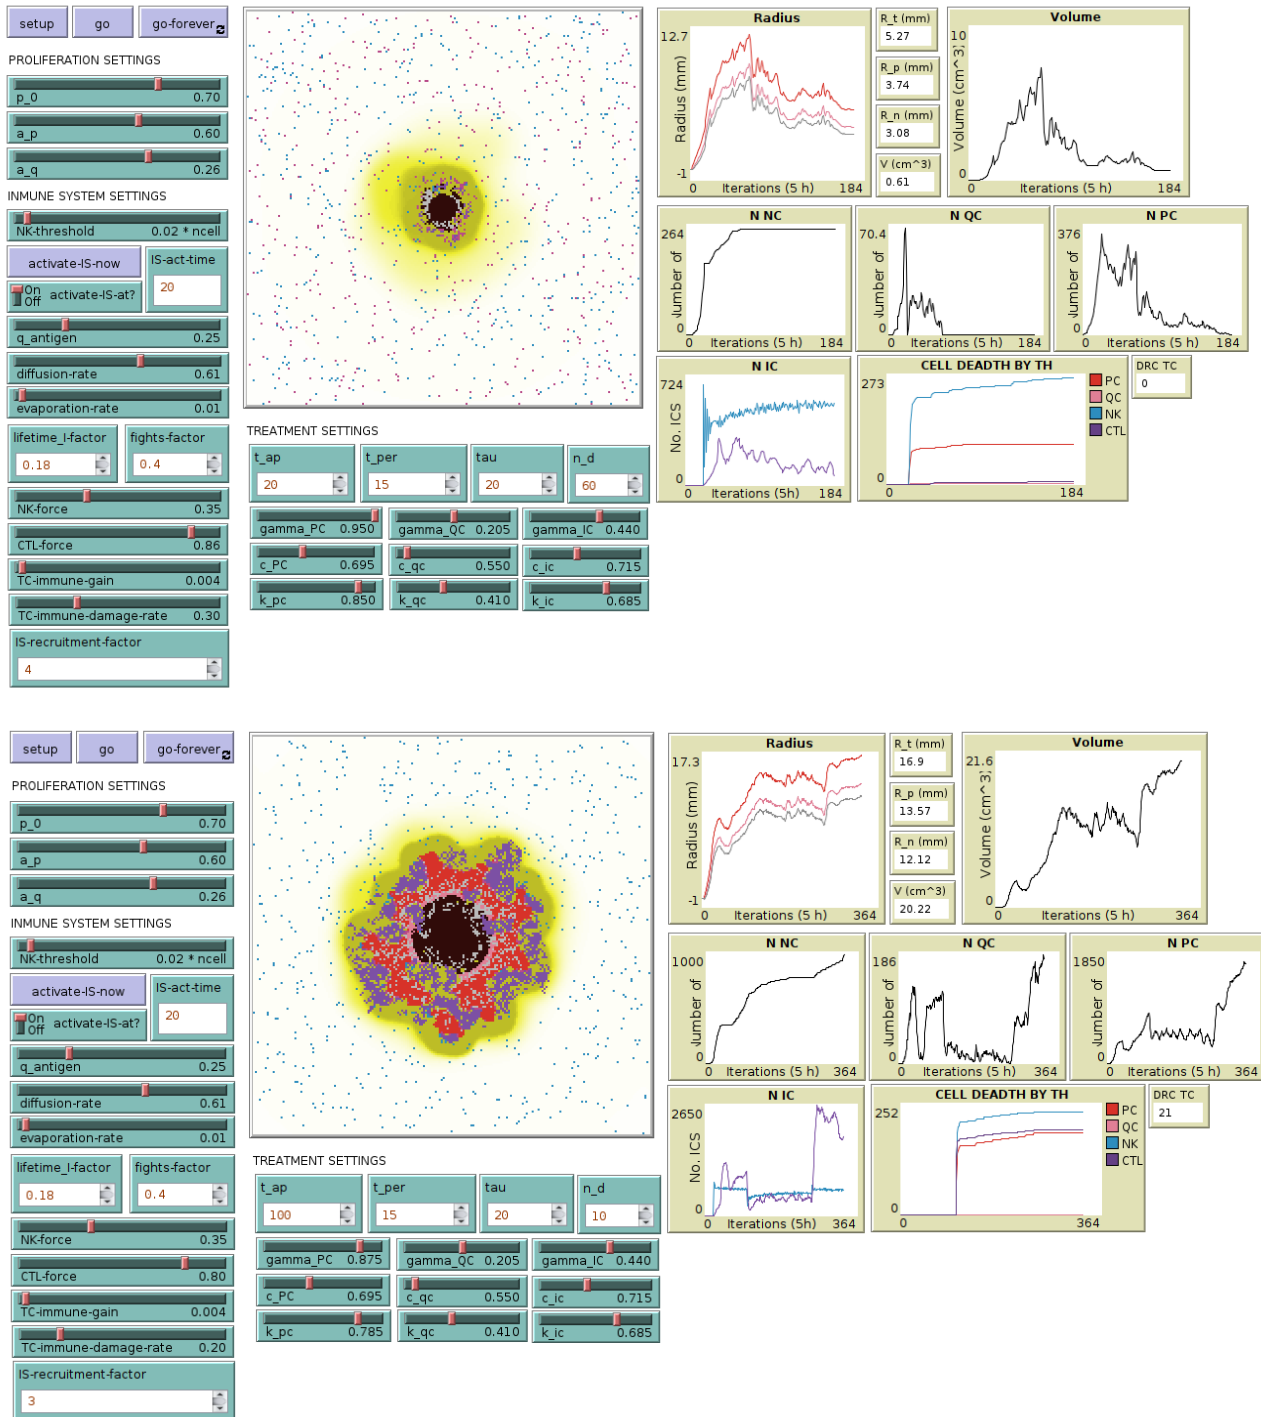 setup go go-forever
PROLIFERATION SETTINGS
p_0 0.70
a_p 0.60
a_q 0.26
INMUNE SYSTEM SETTINGS
NK-threshold 0.02 * ncell
activate-IS-now
IS-act-time
20
On
Off activate-IS-at?
q_antigen 0.25
diffusion-rate 0.61
evaporation-rate 0.01
lifetime_I-factor
0.18
fights-factor
0.4
NK-force 0.35
CTL-force 0.86
TC-immune-gain 0.004
TC-immune-damage-rate 0.30
IS-recruitment-factor
4
TREATMENT SETTINGS
t_ap
20
t_per
15
tau
20
n_d
60
gamma_PC 0.950
gamma_QC 0.205
gamma_IC 0.440
c_PC 0.695
c_qc 0.550
c_ic 0.715
k_pc 0.850
k_qc 0.410
k_ic 0.685
Radius
12.7
Radius (mm)
-1
0 Iterations (5 h) 184
R_t (mm)
5.27
R_p (mm)
3.74
R_n (mm)
3.08
V (cm^3)
0.61
Volume
10
Volume (cm^3)
0
0 Iterations (5 h) 184
N NC
264
Number of
0
0 Iterations (5h) 184
N QC
70.4
Number of
0
0 Iterations (5h) 184
N PC
376
Number of
0
0 Iterations (5h) 184
N IC
724
No. ICS
0
0 Iterations (5h) 184
CELL DEADTH BY TH
273
0
0 184
PC
QC
NK
CTL
DRC TC
0
setup go go-forever
PROLIFERATION SETTINGS
p_0 0.70
a_p 0.60
a_q 0.26
INMUNE SYSTEM SETTINGS
NK-threshold 0.02 * ncell
activate-IS-now
IS-act-time
20
On
Off activate-IS-at?
q_antigen 0.25
diffusion-rate 0.61
evaporation-rate 0.01
lifetime_I-factor
0.18
fights-factor
0.4
NK-force 0.35
CTL-force 0.80
TC-immune-gain 0.004
TC-immune-damage-rate 0.20
IS-recruitment-factor
3
TREATMENT SETTINGS
t_ap
100
t_per
15
tau
20
n_d
10
gamma_PC 0.875
gamma_QC 0.205
gamma_IC 0.440
c_PC 0.695
c_qc 0.550
c_ic 0.715
k_pc 0.785
k_qc 0.410
k_ic 0.685
Radius
17.3
Radius (mm)
-1
0 Iterations (5 h) 364
R_t (mm)
16.9
R_p (mm)
13.57
R_n (mm)
12.12
V (cm^3)
20.22
Volume
21.6
Volume (cm^3)
0
0 Iterations (5 h) 364
N NC
1000
Number of
0
0 Iterations (5h) 364
N QC
186
Number of
0
0 Iterations (5h) 364
N PC
1850
Number of
0
0 Iterations (5h) 364
N IC
2650
No. ICS
0
0 Iterations (5h) 364
CELL DEADTH BY TH
252
0
0 364
PC
QC
NK
CTL
DRC TC
21